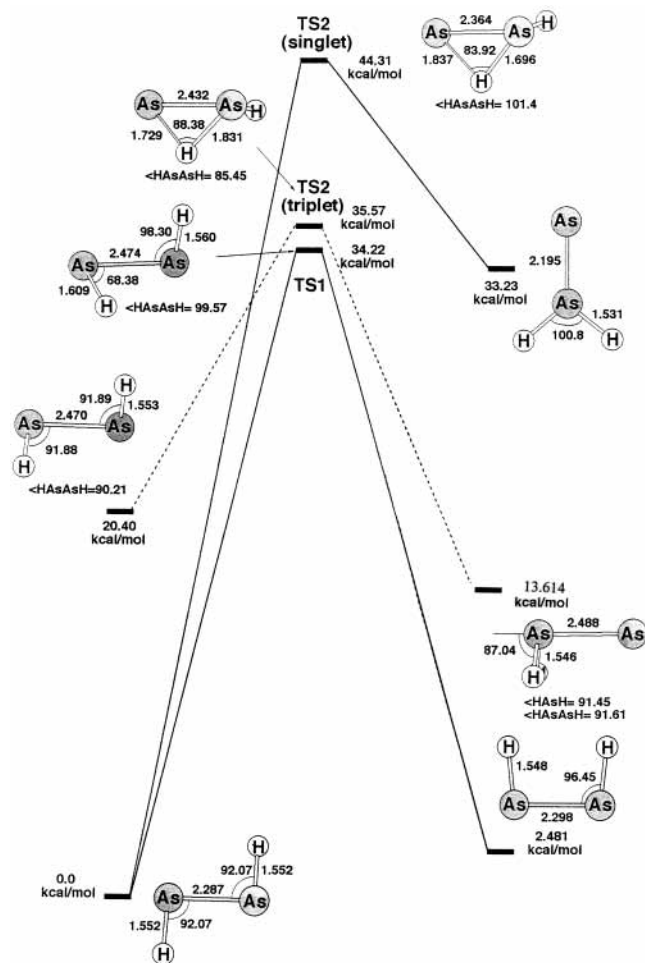 TS2
(singlet)
44.31
kcal/mol
2.364
H
As
As
83.92
1.837
1.696
H
<HAsAsH= 101.4
2.432
As
As
H
88.38
1.729
1.831
H
<HAsAsH= 85.45
TS2
(triplet)
35.57
kcal/mol
34.22
kcal/mol
TS1
H
98.30
1.560
2.474
As
As
68.38
1.609
H
<HAsAsH= 99.57
As
2.195
33.23
kcal/mol
As
1.531
H
H
100.8
H
91.89
1.553
2.470
As
As
91.88
H
<HAsAsH=90.21
20.40
kcal/mol
13.614
kcal/mol
2.488
As
As
87.04
1.546
H
<HAsH= 91.45
<HAsAsH= 91.61
H
H
1.548
96.45
As
As
2.298
2.481
kcal/mol
0.0
kcal/mol
H
92.07
1.552
2.287
As
As
1.552
92.07
H